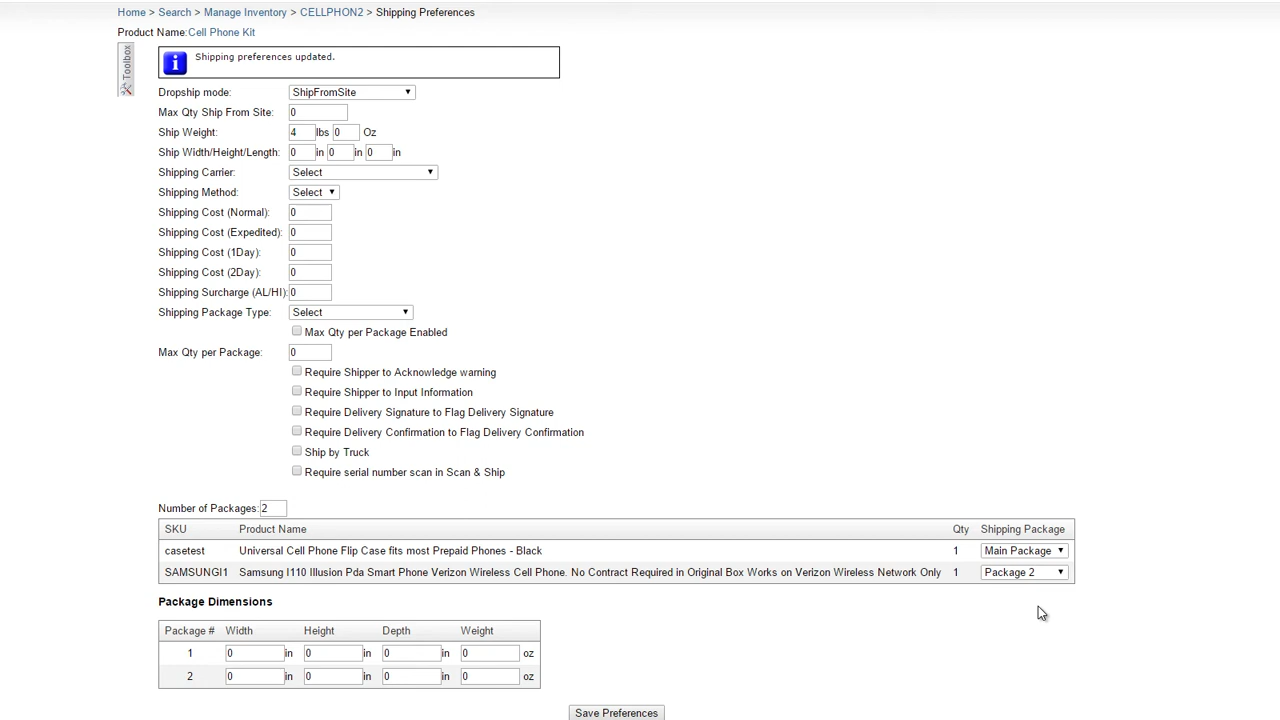 Home > Search > Manage Inventory > CELLPHON2 > Shipping Preferences
Product Name:Cell Phone Kit
Toolbox
Shipping preferences updated.
Dropship mode: ShipFromSite
Max Qty Ship From Site: 0
Ship Weight: 4 lbs 0 Oz
Ship Width/Height/Length: 0 in 0 in 0 in
Shipping Carrier: Select
Shipping Method: Select
Shipping Cost (Normal): 0
Shipping Cost (Expedited): 0
Shipping Cost (1Day): 0
Shipping Cost (2Day): 0
Shipping Surcharge (AL/HI): 0
Shipping Package Type: Select
Max Qty per Package Enabled
Max Qty per Package: 0
Require Shipper to Acknowledge warning
Require Shipper to Input Information
Require Delivery Signature to Flag Delivery Signature
Require Delivery Confirmation to Flag Delivery Confirmation
Ship by Truck
Require serial number scan in Scan & Ship
Number of Packages: 2
SKU Product Name Qty Shipping Package
casetest Universal Cell Phone Flip Case fits most Prepaid Phones - Black 1 Main Package
SAMSUNGI1 Samsung I110 Illusion Pda Smart Phone Verizon Wireless Cell Phone. No Contract Required in Original Box Works on Verizon Wireless Network Only 1 Package 2
Package Dimensions
Package # Width Height Depth Weight
1 0 in 0 in 0 in 0 oz
2 0 in 0 in 0 in 0 oz
Save Preferences